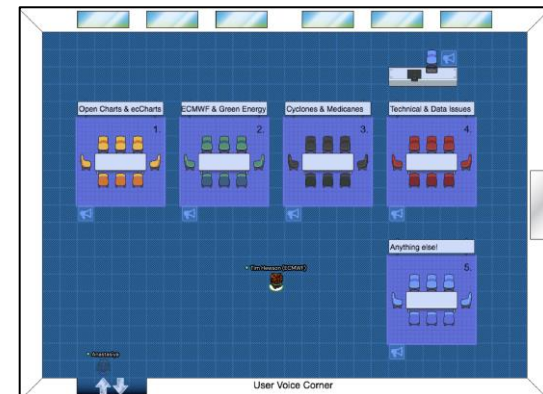 Open Charts & ecCharts
ECMWF & Green Energy
Cyclones & Medicanes
Technical & Data Issues
1.
2.
3.
4.
Anything else!
5.
Tim Hewson (ECMWF)
Anastasius
User Voice Corner